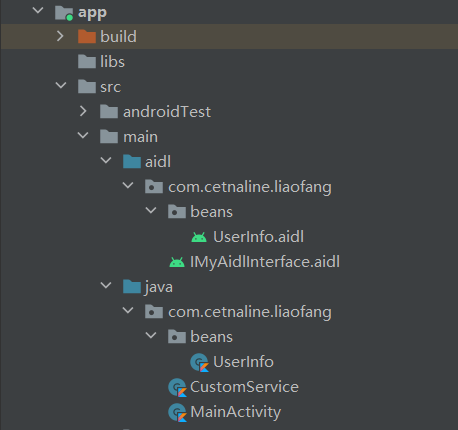 app
build
libs
src
androidTest
main
aidl
com.cetnaline.liaofang
beans
UserInfo.aidl
IMyAidlInterface.aidl
java
com.cetnaline.liaofang
beans
UserInfo
CustomService
MainActivity